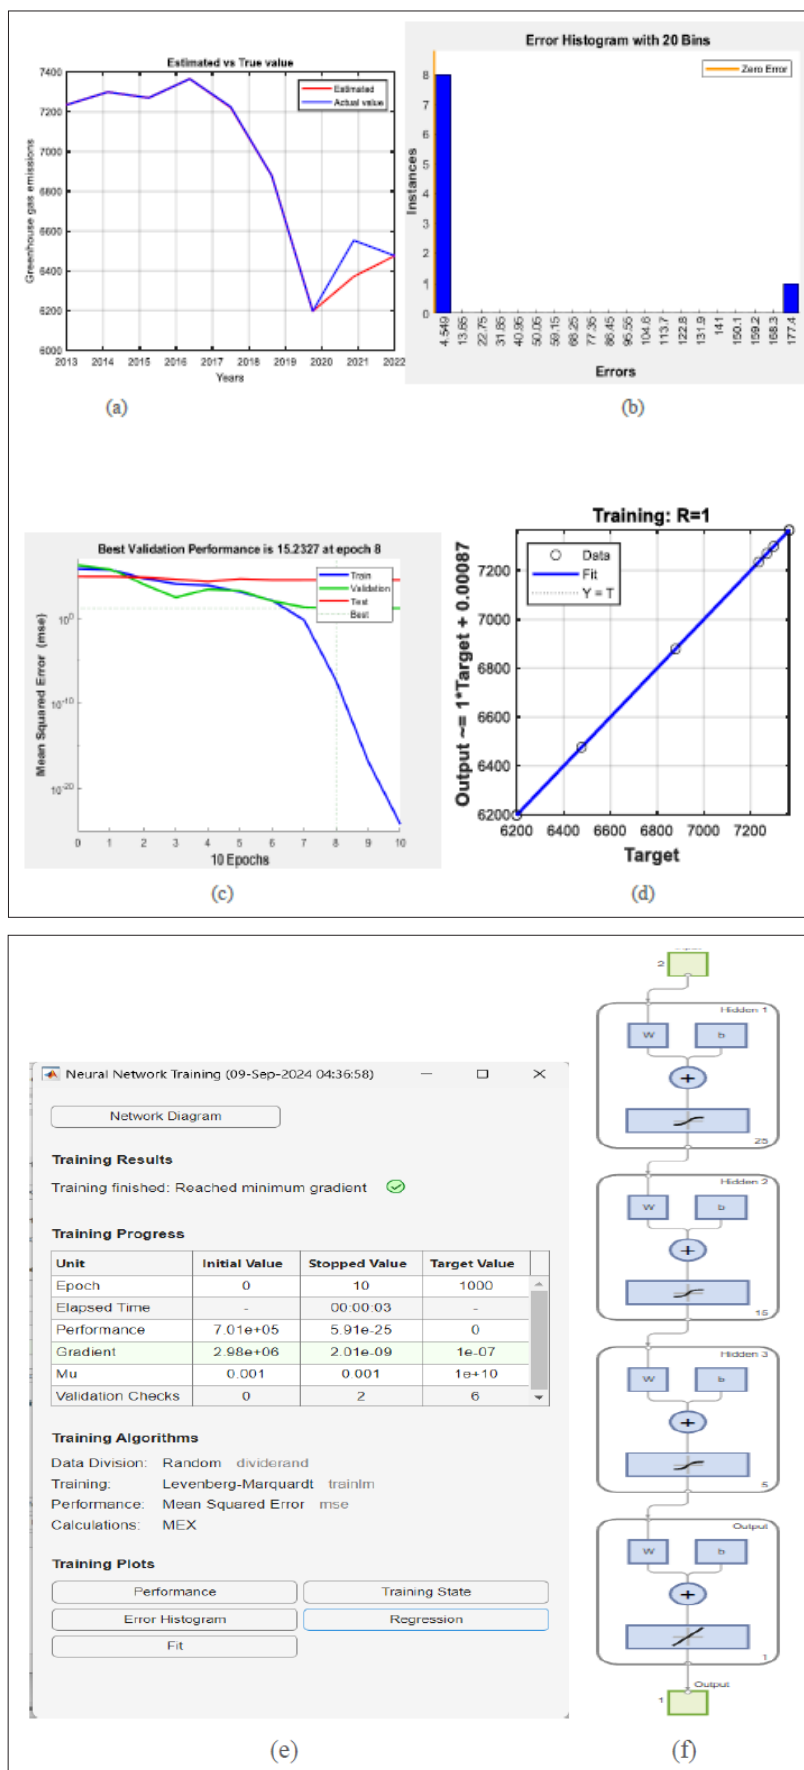 Estimated vs True value
Estimated
Actual value
Greenhouse gas emissions
7400
7200
6800
6600
6400
6200
6000
2013 2014 2015 2016 2017 2018 2019 2020 2021 2022
Years
(a)
Error Histogram with 20 Bins
Zero Error
Instances
8
7
6
5
4
3
2
1
0
4.549 13.65 22.75 31.85 40.95 50.05 59.15 68.25 77.35 86.45 95.55 104.6 113.7 122.8 131.9 141 150.1 159.2 168.3 177.4
Errors
(b)
Best Validation Performance is 15.2327 at epoch 8
Train
Validation
Test
Best
Mean Squared Error (mse)
10^0
10^-10
10^-20
0 1 2 3 4 5 6 7 8 9 10
10 Epochs
(c)
Training: R=1
Data
Fit
Y = T
Output ~= 1*Target + 0.00087
7200
7000
6800
6600
6400
6200
6200 6400 6600 6800 7000 7200
Target
(d)
Neural Network Training (09-Sep-2024 04:36:58)
Network Diagram
Training Results
Training finished: Reached minimum gradient
Training Progress
Unit Initial Value Stopped Value Target Value
Epoch 0 10 1000
Elapsed Time - 00:00:03 -
Performance 7.01e+05 5.91e-25 0
Gradient 2.98e+06 2.01e-09 1e-07
Mu 0.001 0.001 1e+10
Validation Checks 0 2 6
Training Algorithms
Data Division: Random dividerand
Training: Levenberg-Marquardt trainlm
Performance: Mean Squared Error mse
Calculations: MEX
Training Plots
Performance Training State
Error Histogram Regression
Fit
(e)
2
Hidden 1
W b
+
25
Hidden 2
W b
+
15
Hidden 3
W b
+
5
Output
W b
+
1
Output
1
(f)